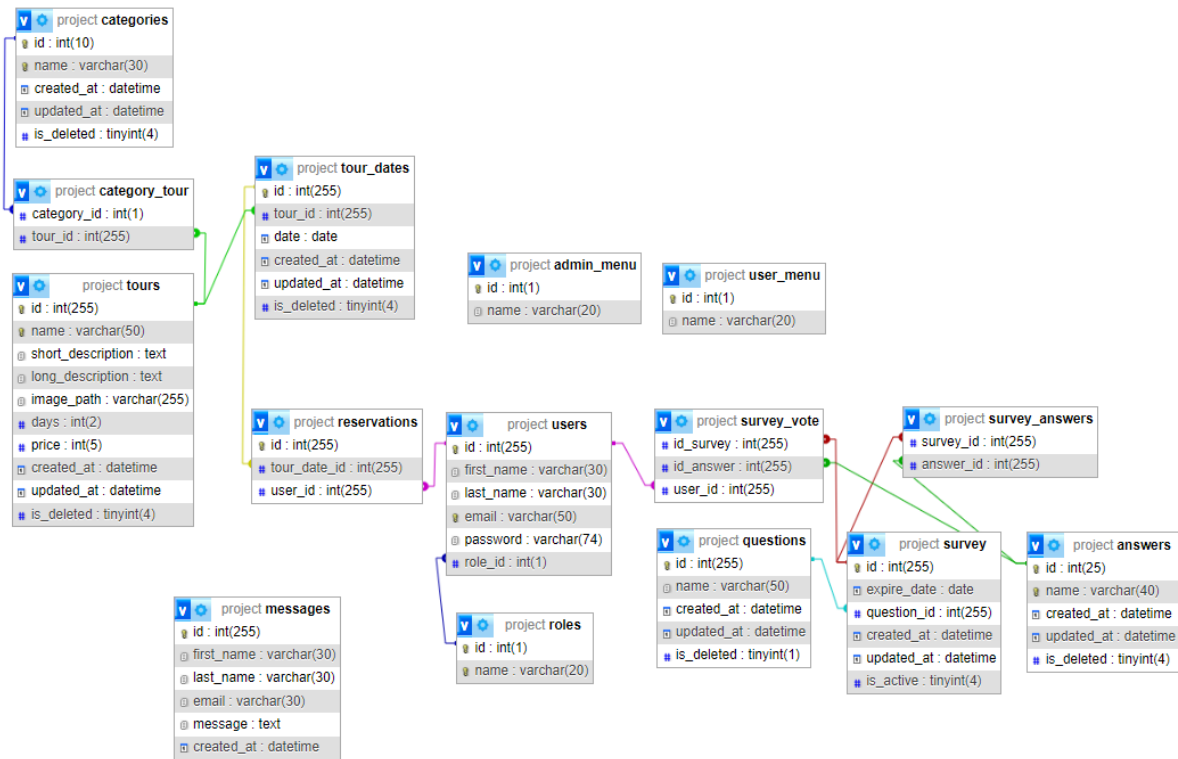 project categories
id : int(10)
name : varchar(30)
created_at : datetime
updated_at : datetime
is_deleted : tinyint(4)
project category_tour
category_id : int(1)
tour_id : int(255)
project tours
id : int(255)
name : varchar(50)
short_description : text
long_description : text
image_path : varchar(255)
days : int(2)
price : int(5)
created_at : datetime
updated_at : datetime
is_deleted : tinyint(4)
project tour_dates
id : int(255)
tour_id : int(255)
date : date
created_at : datetime
updated_at : datetime
is_deleted : tinyint(4)
project admin_menu
id : int(1)
name : varchar(20)
project user_menu
id : int(1)
name : varchar(20)
project reservations
id : int(255)
tour_date_id : int(255)
user_id : int(255)
project users
id : int(255)
first_name : varchar(30)
last_name : varchar(30)
email : varchar(50)
password : varchar(74)
role_id : int(1)
project survey_vote
id_survey : int(255)
id_answer : int(255)
user_id : int(255)
project survey_answers
survey_id : int(255)
answer_id : int(255)
project questions
id : int(255)
name : varchar(50)
created_at : datetime
updated_at : datetime
is_deleted : tinyint(1)
project survey
id : int(255)
expire_date : date
question_id : int(255)
created_at : datetime
updated_at : datetime
is_active : tinyint(4)
project answers
id : int(25)
name : varchar(40)
created_at : datetime
updated_at : datetime
is_deleted : tinyint(4)
project messages
id : int(255)
first_name : varchar(30)
last_name : varchar(30)
email : varchar(30)
message : text
created_at : datetime
project roles
id : int(1)
name : varchar(20)